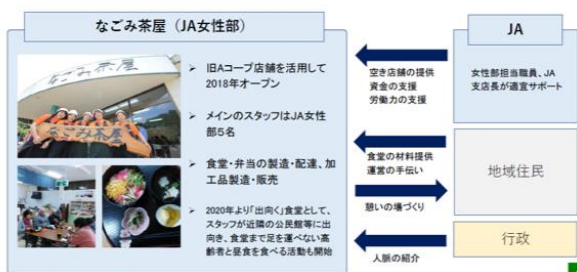 なごみ茶屋（JA女性部）
なごみ茶屋
➢ 旧Aコープ店舗を活用して
2018年オープン
➢ メインのスタッフはJA女性
部5名
➢ 食堂・弁当の製造・配達、加
工品製造・販売
➢ 2020年より「出向く」食堂として、
スタッフが近隣の公民館等に出
向き、食堂まで足を運べない高
齢者と昼食を食べる活動も開始
空き店舗の提供
資金の支援
労働力の支援
食堂の材料提供
運営の手伝い
憩いの場づくり
人脈の紹介
JA
女性部担当職員、JA
支店長が適宜サポート
地域住民
行政